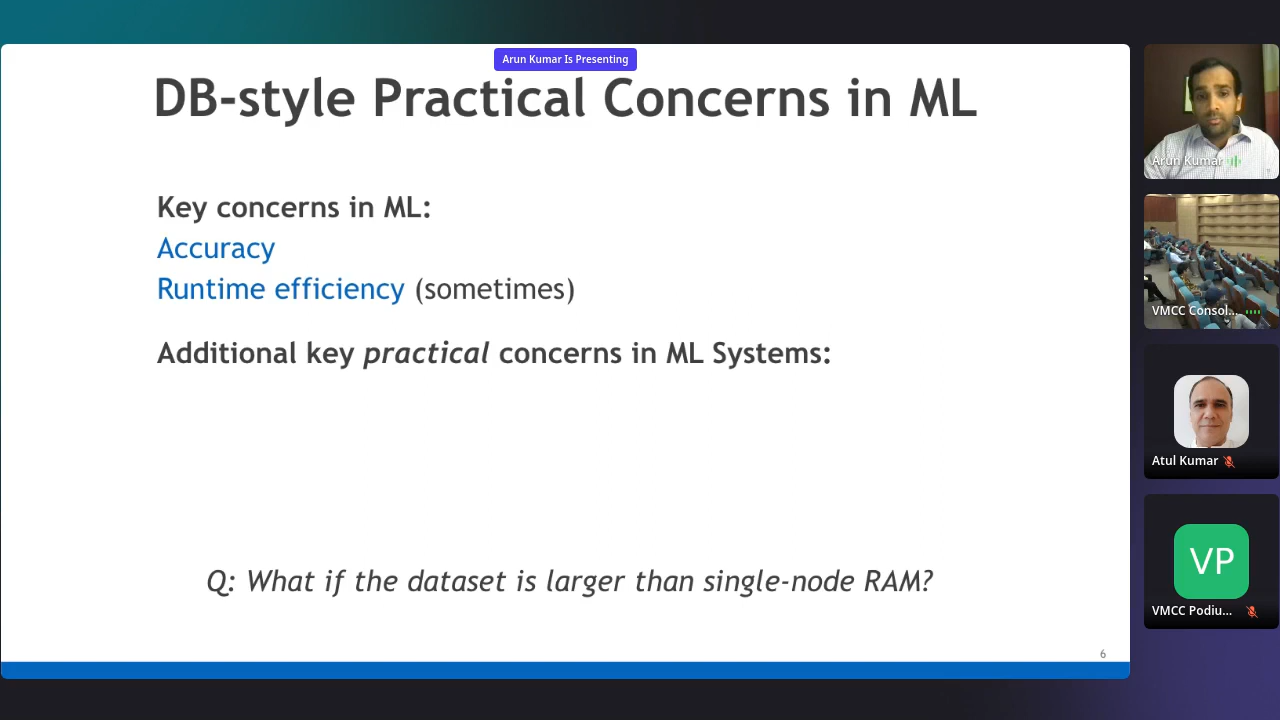 Arun Kumar Is Presenting
DB-style Practical Concerns in ML
Key concerns in ML:
Accuracy
Runtime efficiency (sometimes)
Additional key practical concerns in ML Systems:
Q: What if the dataset is larger than single-node RAM?
6
Arun Kumar
VMCC Consol...
Atul Kumar
VP
VMCC Podiu...